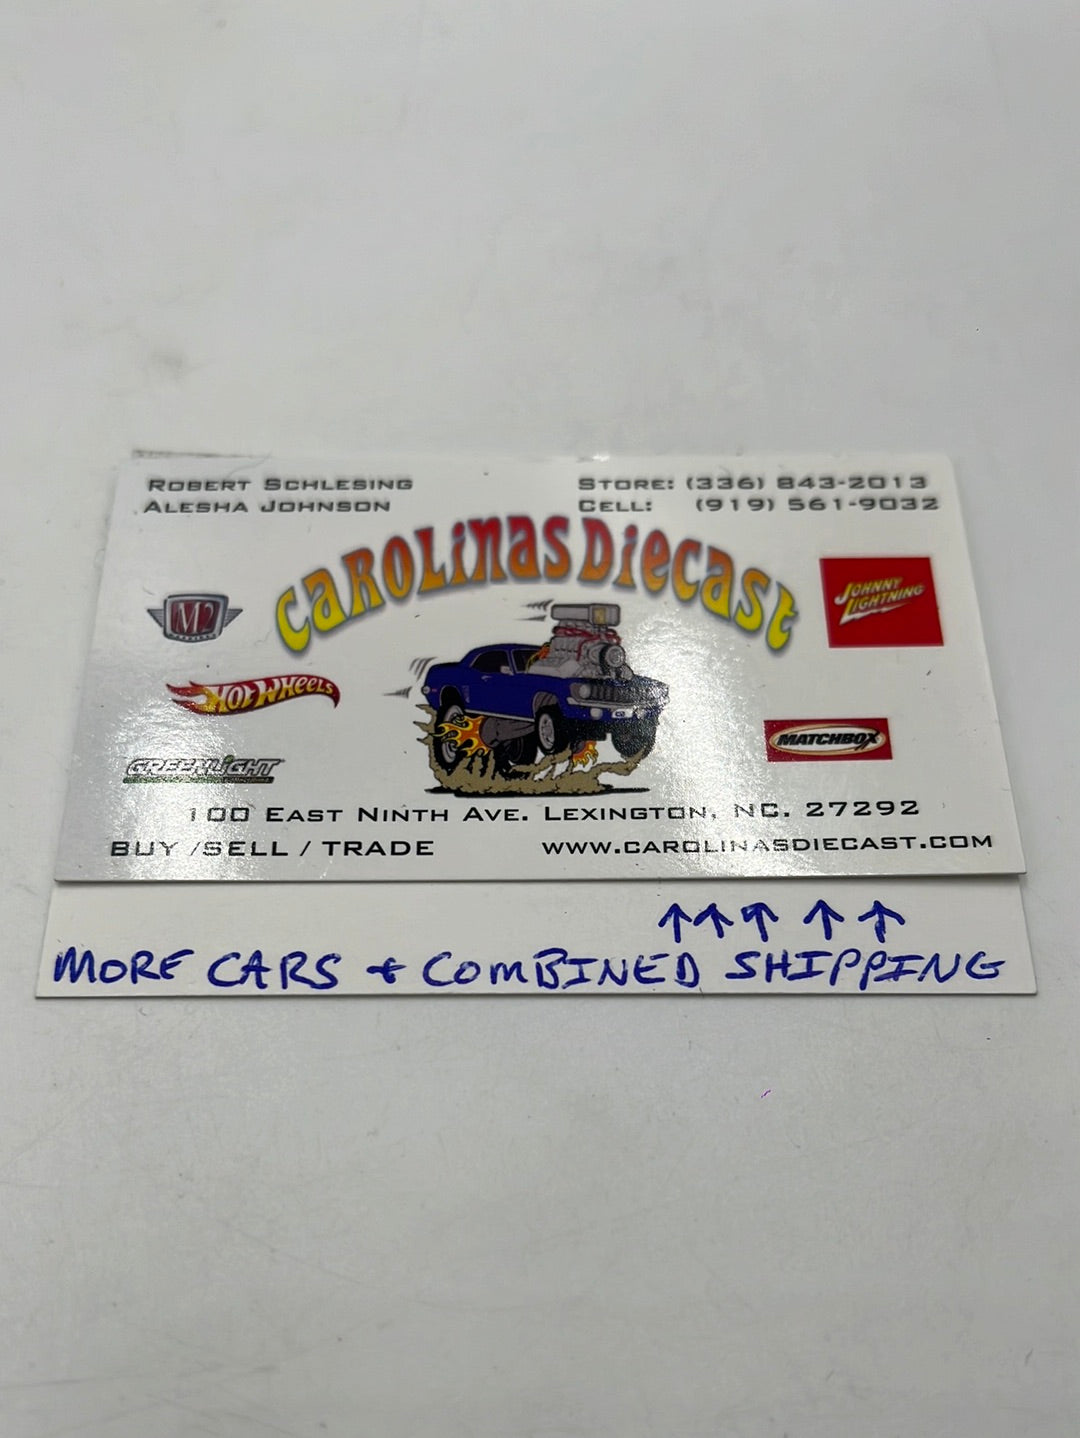 ROBERT SCHLESING
ALESHA JOHNSON
STORE: (336) 843-2013
CELL: (919) 561-9032
CAROLiNAS DiECAST
M2
JOHNNY LIGHTNING
HOT WHEELS
MATCHBOX
GREENLIGHT
100 EAST NINTH AVE. LEXINGTON, NC. 27292
BUY /SELL / TRADE
WWW.CAROLINASDIECAST.COM
↑↑↑↑↑
MORE CARS & COMBINED SHIPPING